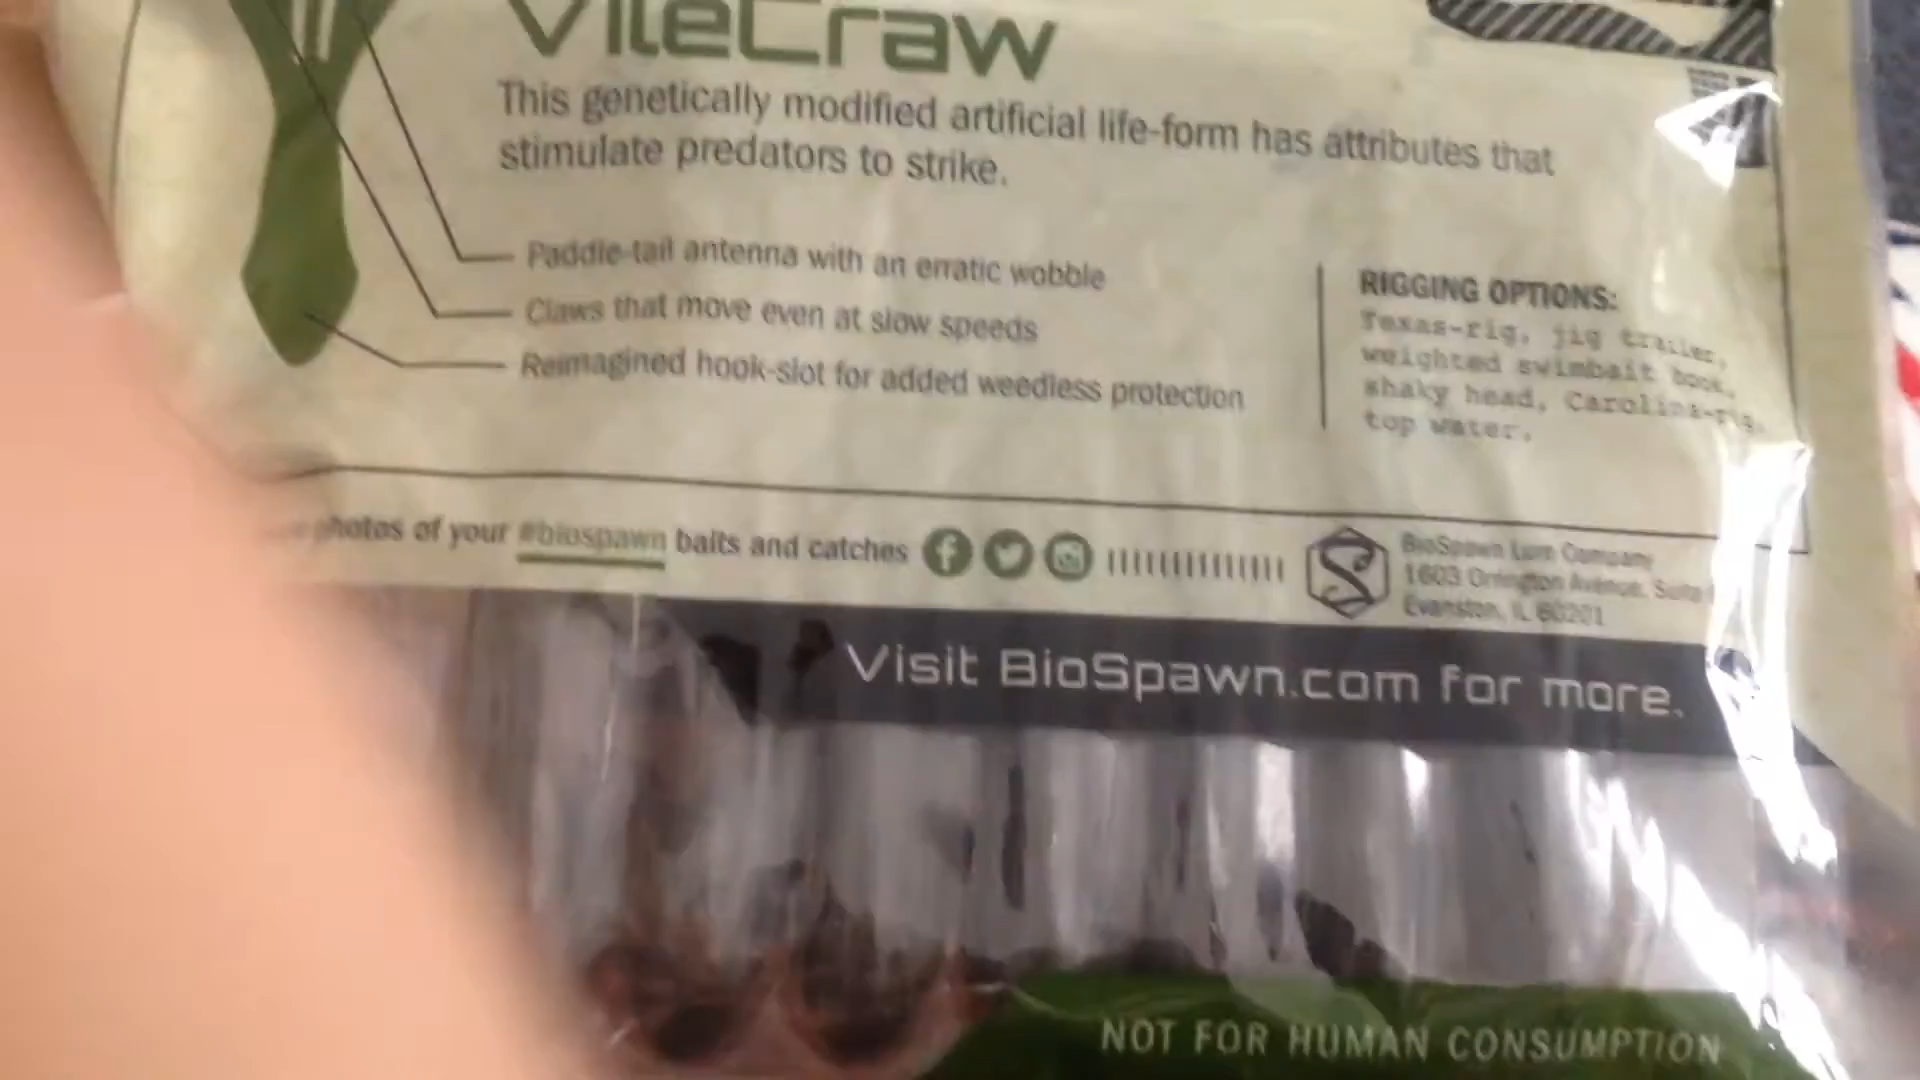 VileCraw
This genetically modified artificial life-form has attributes that
stimulate predators to strike.
Paddle-tail antenna with an erratic wobble
Claws that move even at slow speeds
Reimagined hook-slot for added weedless protection
RIGGING OPTIONS:
Texas-rig, jig trailer,
weighted swimbait hook,
shaky head, Carolina-rig,
top water.
photos of your #biospawn baits and catches
BioSpawn Lure Company
1603 Orrington Avenue, Suite
Evanston, IL 60201
Visit BioSpawn.com for more.
NOT FOR HUMAN CONSUMPTION